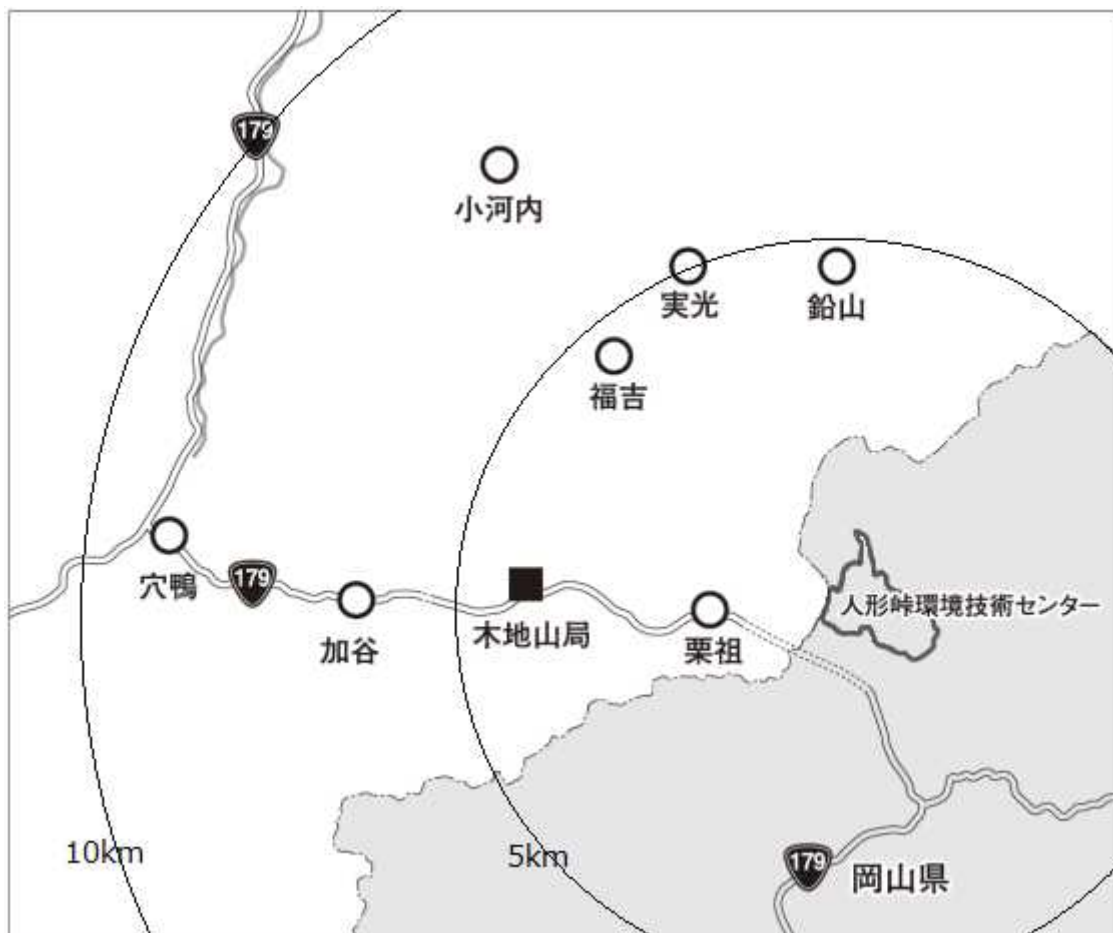 179
小河内
実光
鉛山
福吉
穴鴨
179
加谷
木地山局
栗祖
人形峠環境技術センター
10km
5km
179
岡山県